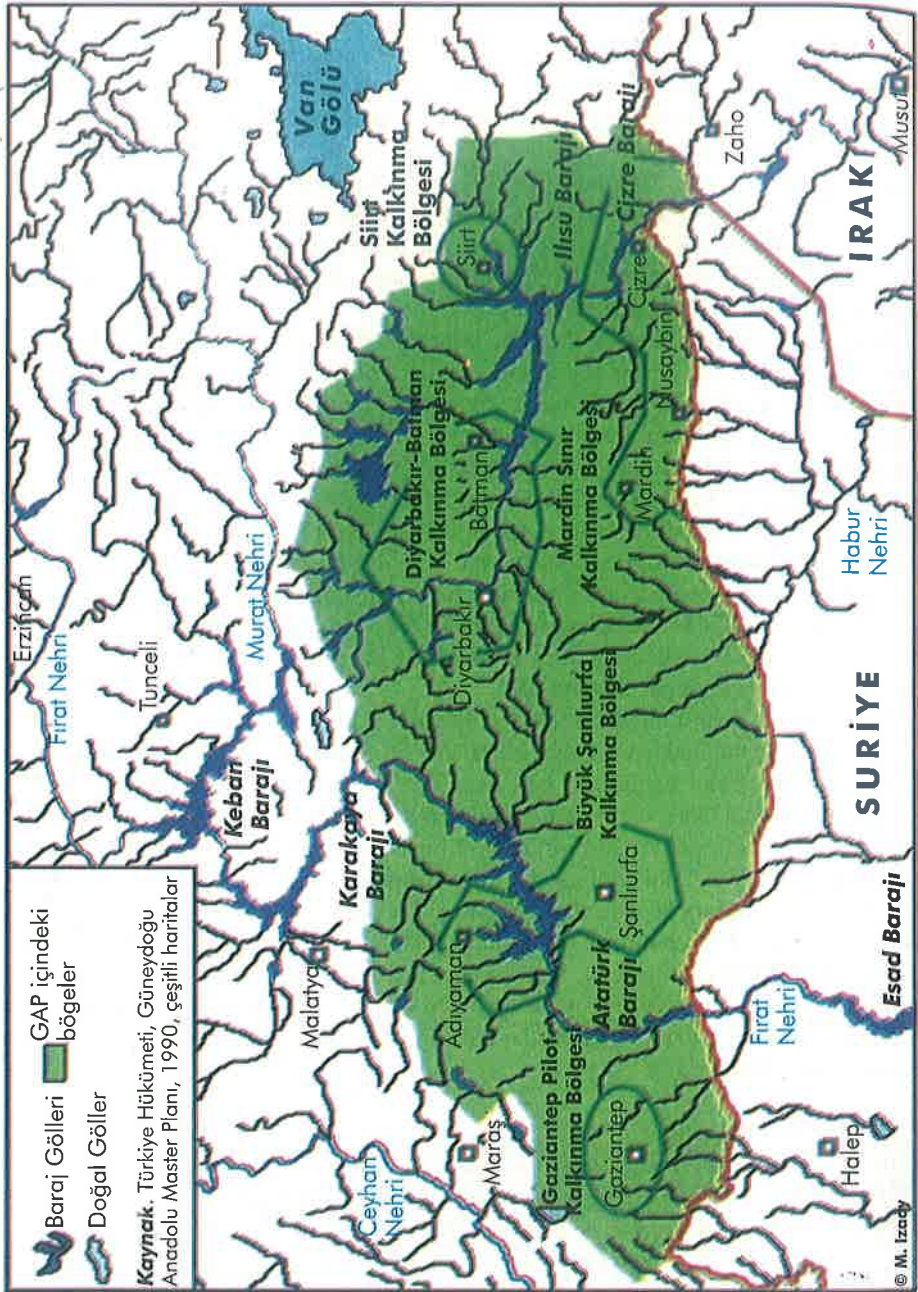 Baraj Gölleri
GAP içindeki
bögeler
Doğal Göller
Kaynak. Türkiye Hükümeti, Güneydoğu
Anadolu Master Planı, 1990, çeşitli haritalar
Erzincan
Fırat Nehri
Tunceli
Murat Nehri
Keban
Barajı
Van
Gölü
Malatya
Karakaya
Barajı
Siirt
Kalkınma
Bölgesi
Siirt
Ceyhan
Nehri
Maraş
Adıyaman
Diyarbakır-Batman
Kalkınma Bölgesi
Batman
Diyarbakır
Ilısu Barajı
Cizre Barajı
Cizre
Gaziantep Pilot
Kalkınma Bölgesi
Gaziantep
Atatürk
Barajı
Şanlıurfa
Büyük Şanlıurfa
Kalkınma Bölgesi
Mardin Sınır
Kalkınma Bölgesi
Mardin
Nusaybin
Zaho
Musul
Halep
Fırat
Nehri
Esad Barajı
SURİYE
Habur
Nehri
IRAK
© M. Izady